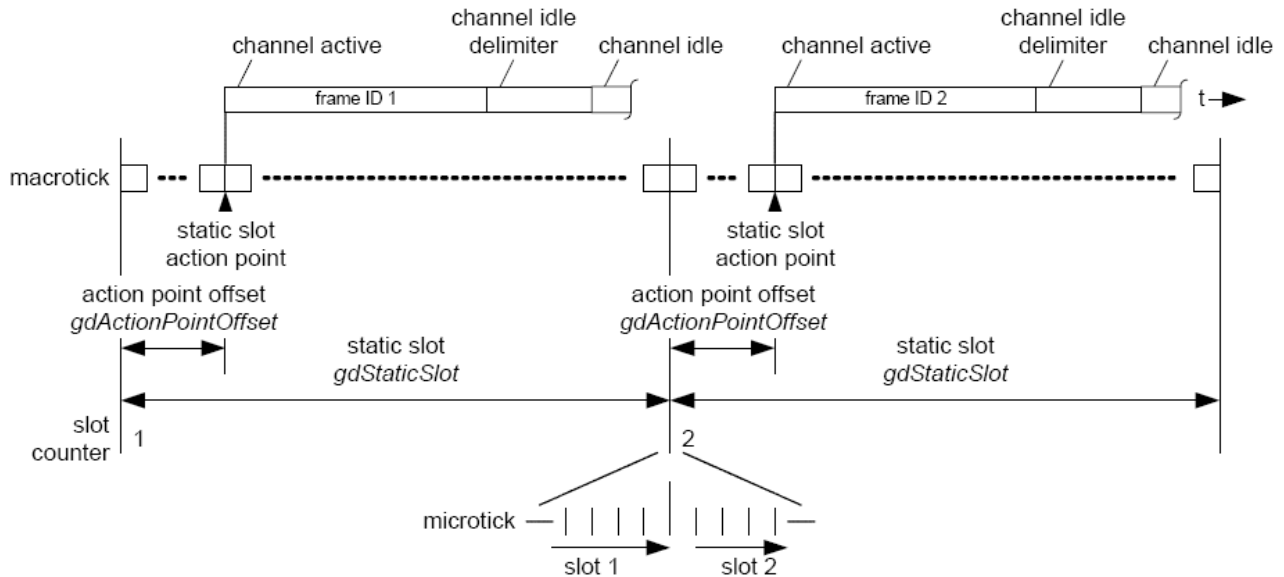 channel active
channel idle
delimiter
channel idle
channel active
channel idle
delimiter
channel idle
frame ID 1
frame ID 2
t
macrotick
static slot
action point
static slot
action point
action point offset
gdActionPointOffset
action point offset
gdActionPointOffset
static slot
gdStaticSlot
static slot
gdStaticSlot
slot
counter
1
2
microtick
slot 1
slot 2